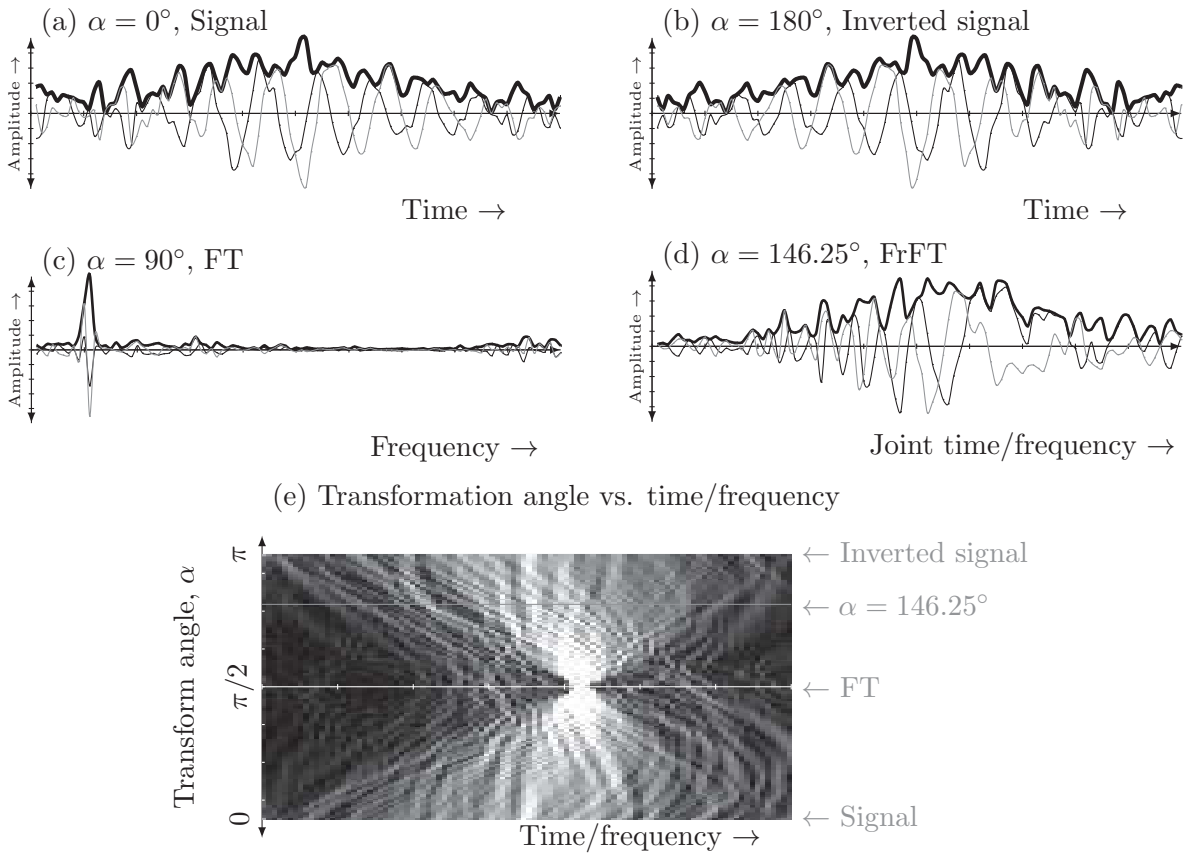 (a) α = 0°, Signal
Amplitude →
Time →
(b) α = 180°, Inverted signal
Amplitude →
Time →
(c) α = 90°, FT
Amplitude →
Frequency →
(d) α = 146.25°, FrFT
Amplitude →
Joint time/frequency →
(e) Transformation angle vs. time/frequency
Transform angle, α
π
π/2
0
← Inverted signal
← α = 146.25°
← FT
← Signal
Time/frequency →